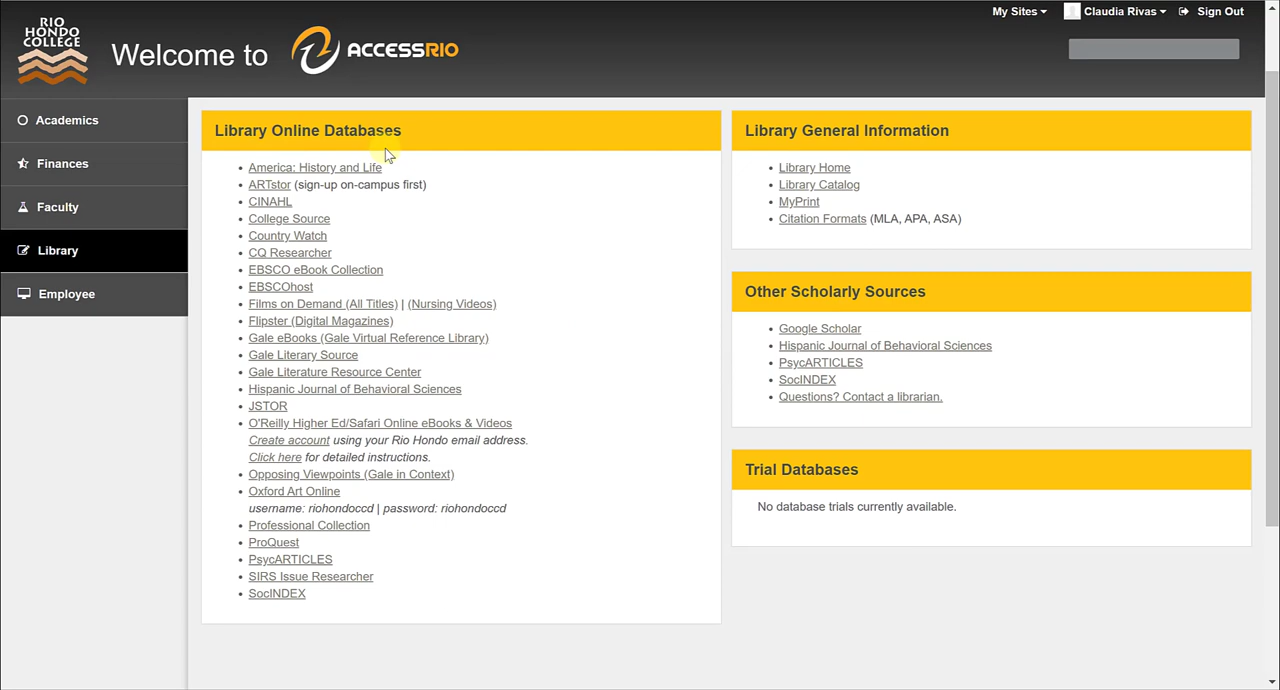 My Sites
Claudia Rivas
Sign Out
RIO
HONDO
COLLEGE
Welcome to
ACCESSRIO
Academics
Finances
Faculty
Library
Employee
Library Online Databases
America: History and Life
ARTstor (sign-up on-campus first)
CINAHL
College Source
Country Watch
CQ Researcher
EBSCO eBook Collection
EBSCOhost
Films on Demand (All Titles) | (Nursing Videos)
Flipster (Digital Magazines)
Gale eBooks (Gale Virtual Reference Library)
Gale Literary Source
Gale Literature Resource Center
Hispanic Journal of Behavioral Sciences
JSTOR
O'Reilly Higher Ed/Safari Online eBooks & Videos
Create account using your Rio Hondo email address.
Click here for detailed instructions.
Opposing Viewpoints (Gale in Context)
Oxford Art Online
username: riohondoccd | password: riohondoccd
Professional Collection
ProQuest
PsycARTICLES
SIRS Issue Researcher
SocINDEX
Library General Information
Library Home
Library Catalog
MyPrint
Citation Formats (MLA, APA, ASA)
Other Scholarly Sources
Google Scholar
Hispanic Journal of Behavioral Sciences
PsycARTICLES
SocINDEX
Questions? Contact a librarian.
Trial Databases
No database trials currently available.